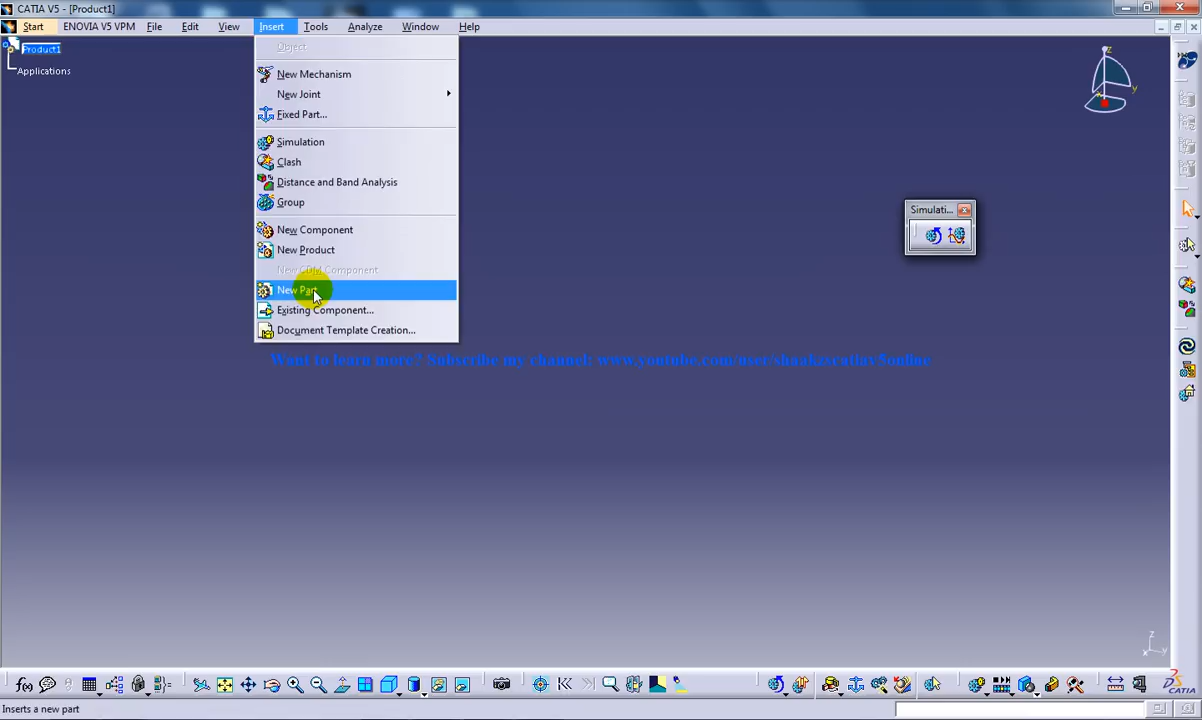 CATIA V5 - [Product1]
Start ENOVIA V5 VPM File Edit View Insert Tools Analyze Window Help
Product1
Applications
Object
New Mechanism
New Joint
Fixed Part...
Simulation
Clash
Distance and Band Analysis
Group
New Component
New Product
New CDM Component
New Part
Existing Component...
Document Template Creation...
Simulati...
z
y
Want to learn more? Subscribe my channel: www.youtube.com/user/shaakzcatiav5online
z
x y
f(x)
CATIA
Inserts a new part